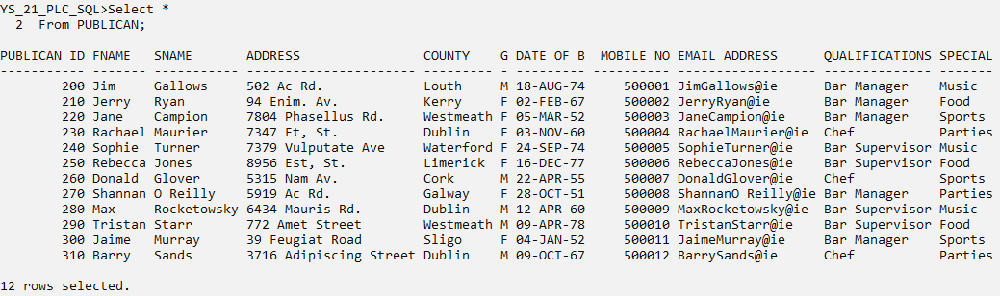 YS_21_PLC_SQL>Select *
  2  From PUBLICAN;
PUBLICAN_ID FNAME   SNAME       ADDRESS                COUNTY    G DATE_OF_B  MOBILE_NO EMAIL_ADDRESS      QUALIFICATIONS SPECIAL
----------- ------- ----------- ---------------------- --------- - --------- ---------- ------------------ -------------- -------
        200 Jim     Gallows     502 Ac Rd.             Louth     M 18-AUG-74     500001 JimGallows@ie      Bar Manager    Music
        210 Jerry   Ryan        94 Enim. Av.           Kerry     F 02-FEB-67     500002 JerryRyan@ie       Bar Manager    Food
        220 Jane    Campion     7804 Phasellus Rd.     Westmeath F 05-MAR-52     500003 JaneCampion@ie     Bar Manager    Sports
        230 Rachael Maurier     7347 Et, St.           Dublin    F 03-NOV-60     500004 RachaelMaurier@ie  Chef           Parties
        240 Sophie  Turner      7379 Vulputate Ave     Waterford F 24-SEP-74     500005 SophieTurner@ie    Bar Supervisor Music
        250 Rebecca Jones       8956 Est, St.          Limerick  F 16-DEC-77     500006 RebeccaJones@ie    Bar Supervisor Food
        260 Donald  Glover      5315 Nam Av.           Cork      M 22-APR-55     500007 DonaldGlover@ie    Chef           Sports
        270 Shannan O Reilly    5919 Ac Rd.            Galway    F 28-OCT-51     500008 ShannanO Reilly@ie Bar Manager    Parties
        280 Max     Rocketowsky 6434 Mauris Rd.        Dublin    M 12-APR-60     500009 MaxRocketowsky@ie  Bar Supervisor Music
        290 Tristan Starr       772 Amet Street        Westmeath M 09-APR-78     500010 TristanStarr@ie    Bar Supervisor Food
        300 Jaime   Murray      39 Feugiat Road        Sligo     F 04-JAN-52     500011 JaimeMurray@ie     Bar Manager    Sports
        310 Barry   Sands       3716 Adipiscing Street Dublin    M 09-OCT-67     500012 BarrySands@ie      Chef           Parties
12 rows selected.